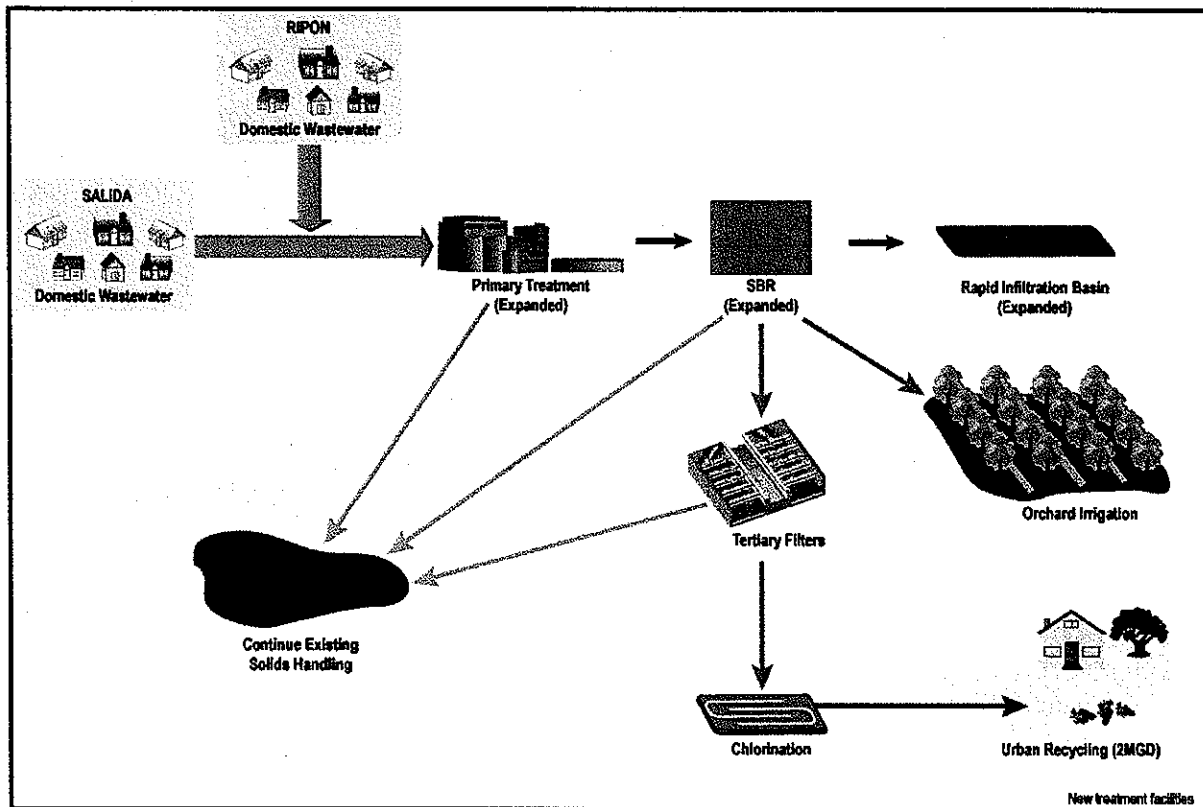 RIPON
Domestic Wastewater
SALIDA
Domestic Wastewater
Primary Treatment
(Expanded)
SBR
(Expanded)
Rapid Infiltration Basin
(Expanded)
Orchard Irrigation
Tertiary Filters
Continue Existing
Solids Handling
Chlorination
Urban Recycling (2MGD)
New treatment facilities